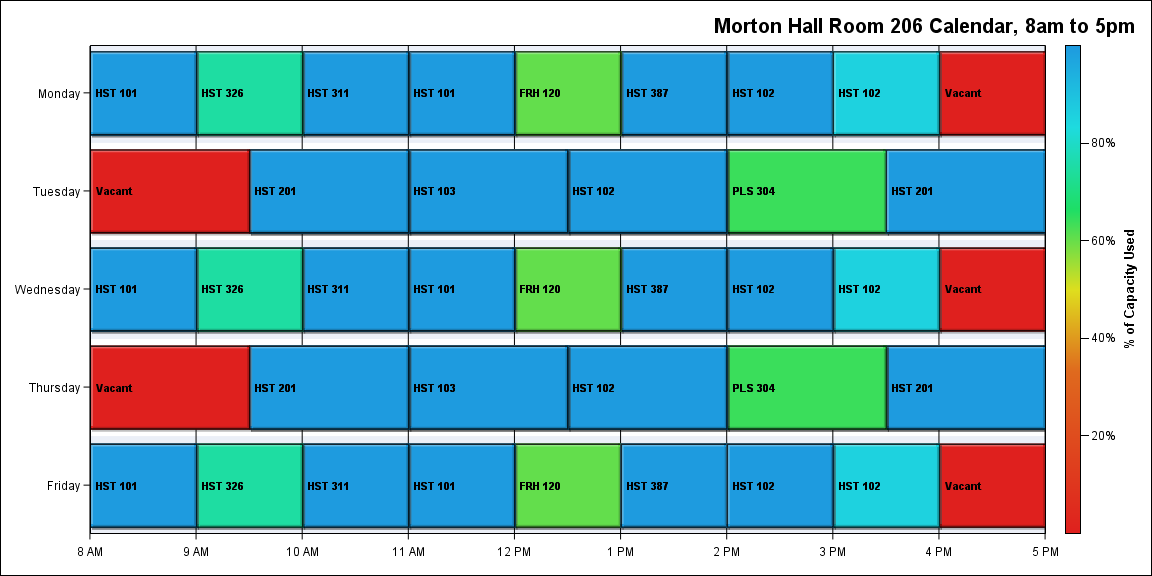 Morton Hall Room 206 Calendar, 8am to 5pm
Monday
HST 101
HST 326
HST 311
HST 101
FRH 120
HST 387
HST 102
HST 102
Vacant
Tuesday
Vacant
HST 201
HST 103
HST 102
PLS 304
HST 201
Wednesday
HST 101
HST 326
HST 311
HST 101
FRH 120
HST 387
HST 102
HST 102
Vacant
Thursday
Vacant
HST 201
HST 103
HST 102
PLS 304
HST 201
Friday
HST 101
HST 326
HST 311
HST 101
FRH 120
HST 387
HST 102
HST 102
Vacant
8 AM
9 AM
10 AM
11 AM
12 PM
1 PM
2 PM
3 PM
4 PM
5 PM
80%
60%
40%
20%
% of Capacity Used